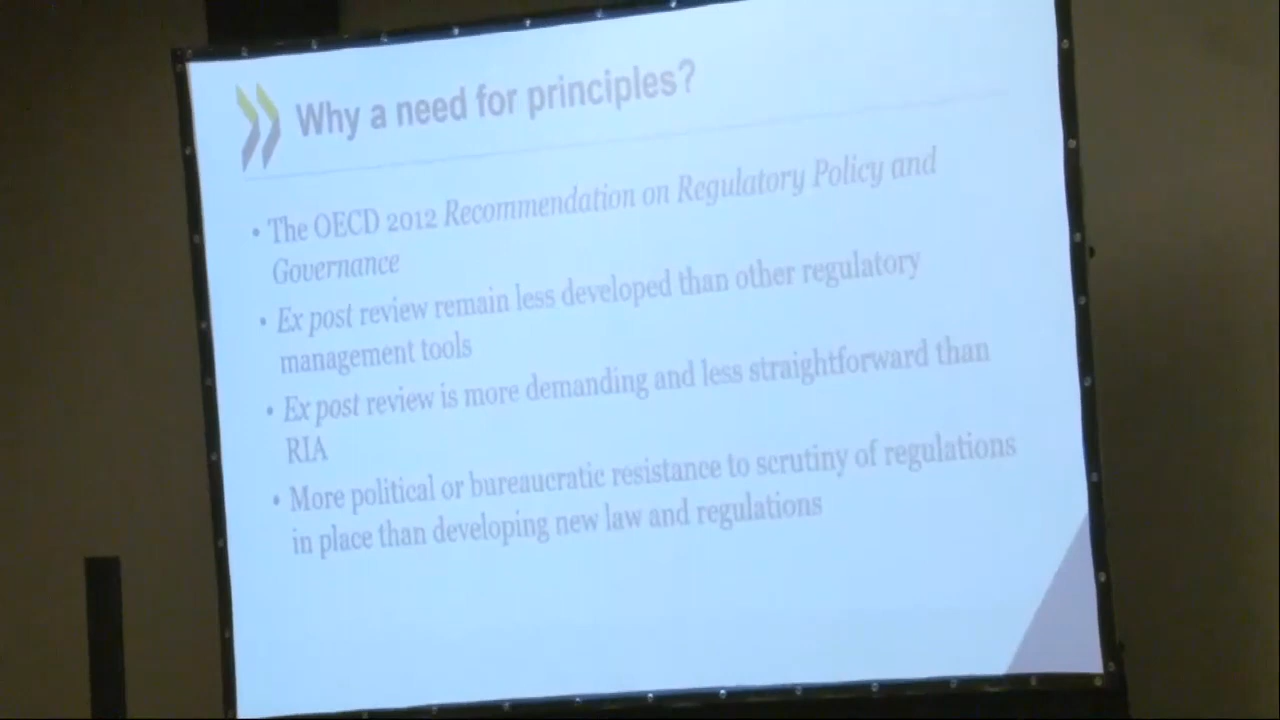 Why a need for principles?
• The OECD 2012 Recommendation on Regulatory Policy and
Governance
• Ex post review remain less developed than other regulatory
management tools
• Ex post review is more demanding and less straightforward than
RIA
• More political or bureaucratic resistance to scrutiny of regulations
in place than developing new law and regulations